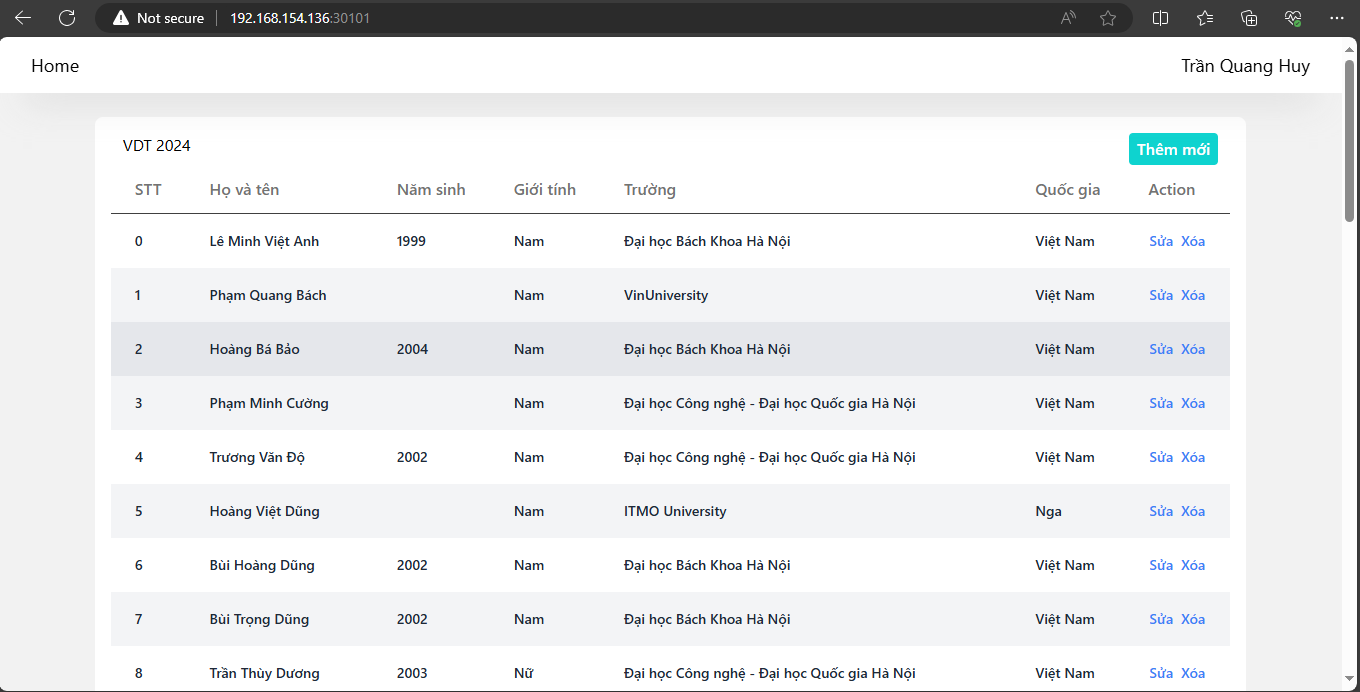 Not secure 192.168.154.136:30101
Home Trần Quang Huy
VDT 2024 Thêm mới
STT Họ và tên Năm sinh Giới tính Trường Quốc gia Action
0 Lê Minh Việt Anh 1999 Nam Đại học Bách Khoa Hà Nội Việt Nam Sửa Xóa
1 Phạm Quang Bách Nam VinUniversity Việt Nam Sửa Xóa
2 Hoàng Bá Bảo 2004 Nam Đại học Bách Khoa Hà Nội Việt Nam Sửa Xóa
3 Phạm Minh Cường Nam Đại học Công nghệ - Đại học Quốc gia Hà Nội Việt Nam Sửa Xóa
4 Trương Văn Độ 2002 Nam Đại học Công nghệ - Đại học Quốc gia Hà Nội Việt Nam Sửa Xóa
5 Hoàng Việt Dũng Nam ITMO University Nga Sửa Xóa
6 Bùi Hoàng Dũng 2002 Nam Đại học Bách Khoa Hà Nội Việt Nam Sửa Xóa
7 Bùi Trọng Dũng 2002 Nam Đại học Bách Khoa Hà Nội Việt Nam Sửa Xóa
8 Trần Thùy Dương 2003 Nữ Đại học Công nghệ - Đại học Quốc gia Hà Nội Việt Nam Sửa Xóa